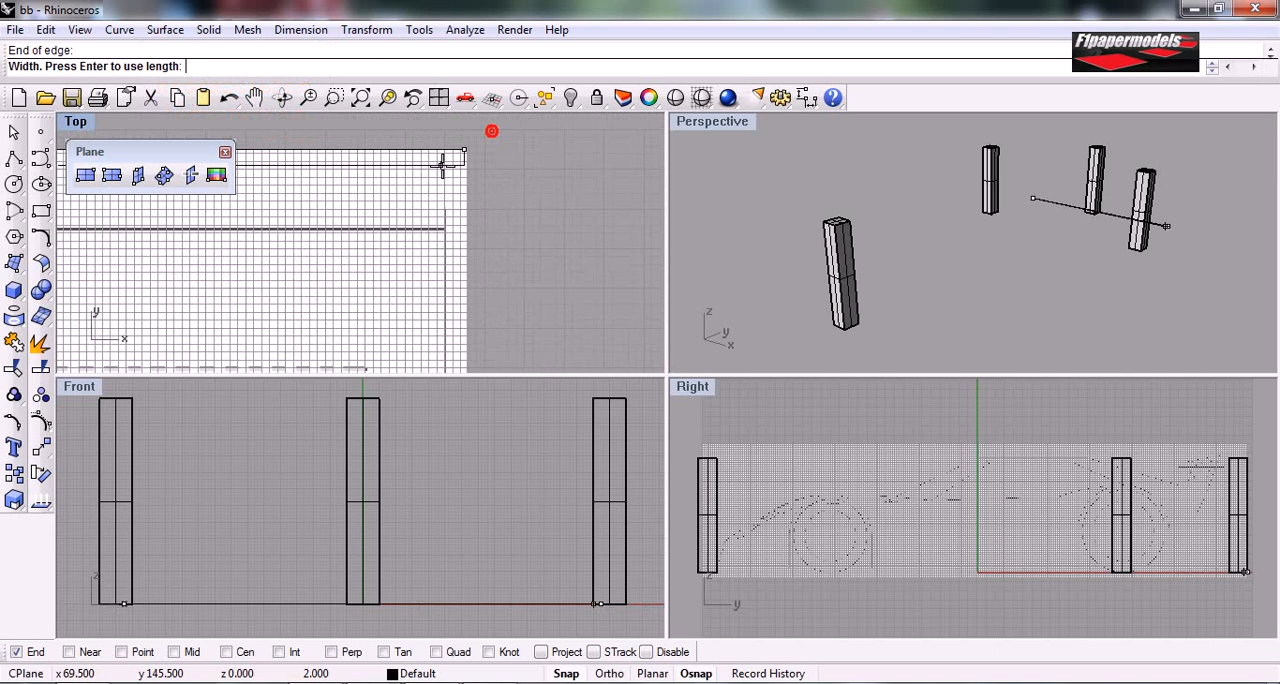 bb - Rhinoceros
File Edit View Curve Surface Solid Mesh Dimension Transform Tools Analyze Render Help
F1papermodels
End of edge:
Width. Press Enter to use length:
Top
Plane
y
x
Perspective
z
y
x
Front
z
Right
z
y
End Near Point Mid Cen Int Perp Tan Quad Knot Project STrack Disable
CPlane x 69.500 y 145.500 z 0.000 2.000 Default Snap Ortho Planar Osnap Record History